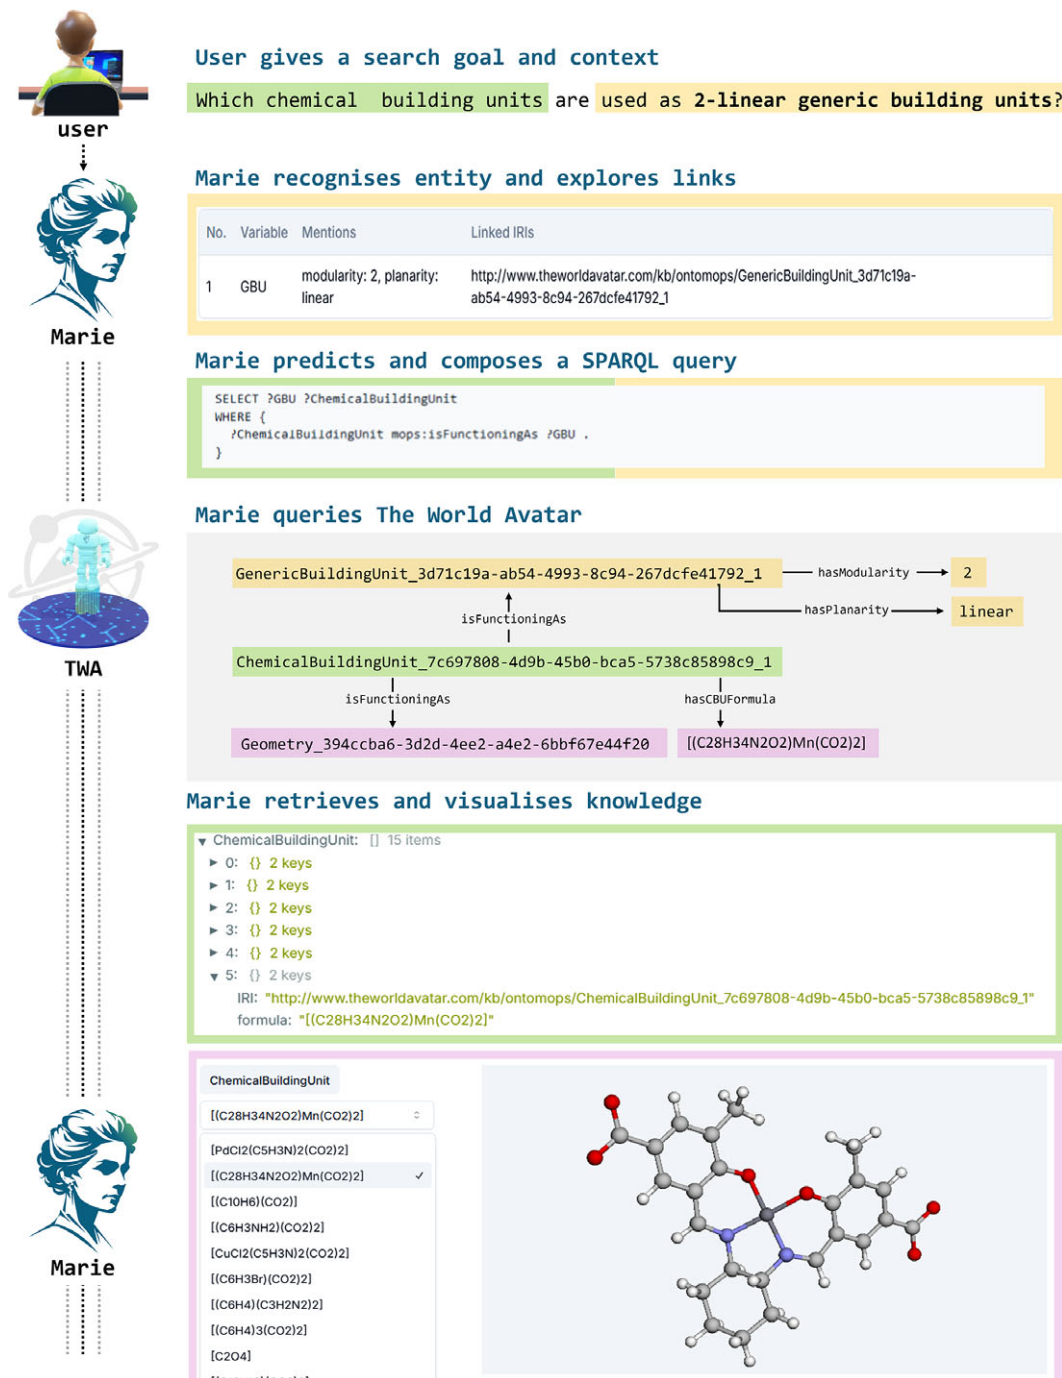 User gives a search goal and context
Which chemical building units are used as 2-linear generic building units?
user
Marie recognises entity and explores links
No. Variable Mentions Linked IRIs
1 GBU modularity: 2, planarity: linear http://www.theworldavatar.com/kb/ontomops/GenericBuildingUnit_3d71c19a-ab54-4993-8c94-267dcfe41792_1
Marie
Marie predicts and composes a SPARQL query
SELECT ?GBU ?ChemicalBuildingUnit
WHERE {
?ChemicalBuildingUnit mops:isFunctioningAs ?GBU .
}
Marie queries The World Avatar
GenericBuildingUnit_3d71c19a-ab54-4993-8c94-267dcfe41792_1
hasModularity
2
hasPlanarity
linear
isFunctioningAs
ChemicalBuildingUnit_7c697808-4d9b-45b0-bca5-5738c85898c9_1
TWA
isFunctioningAs
hasCBUFormula
Geometry_394ccba6-3d2d-4ee2-a4e2-6bbf67e44f20
[(C28H34N2O2)Mn(CO2)2]
Marie retrieves and visualises knowledge
ChemicalBuildingUnit: [] 15 items
0: {} 2 keys
1: {} 2 keys
2: {} 2 keys
3: {} 2 keys
4: {} 2 keys
5: {} 2 keys
IRI: "http://www.theworldavatar.com/kb/ontomops/ChemicalBuildingUnit_7c697808-4d9b-45b0-bca5-5738c85898c9_1"
formula: "[(C28H34N2O2)Mn(CO2)2]"
ChemicalBuildingUnit
[(C28H34N2O2)Mn(CO2)2]
[PdCl2(C5H3N)2(CO2)2]
[(C28H34N2O2)Mn(CO2)2]
[(C10H6)(CO2)]
[(C6H3NH2)(CO2)2]
[CuCl2(C5H3N)2(CO2)2]
Marie
[(C6H3Br)(CO2)2]
[(C6H4)(C3H2N2)2]
[(C6H4)3(CO2)2]
[C2O4]